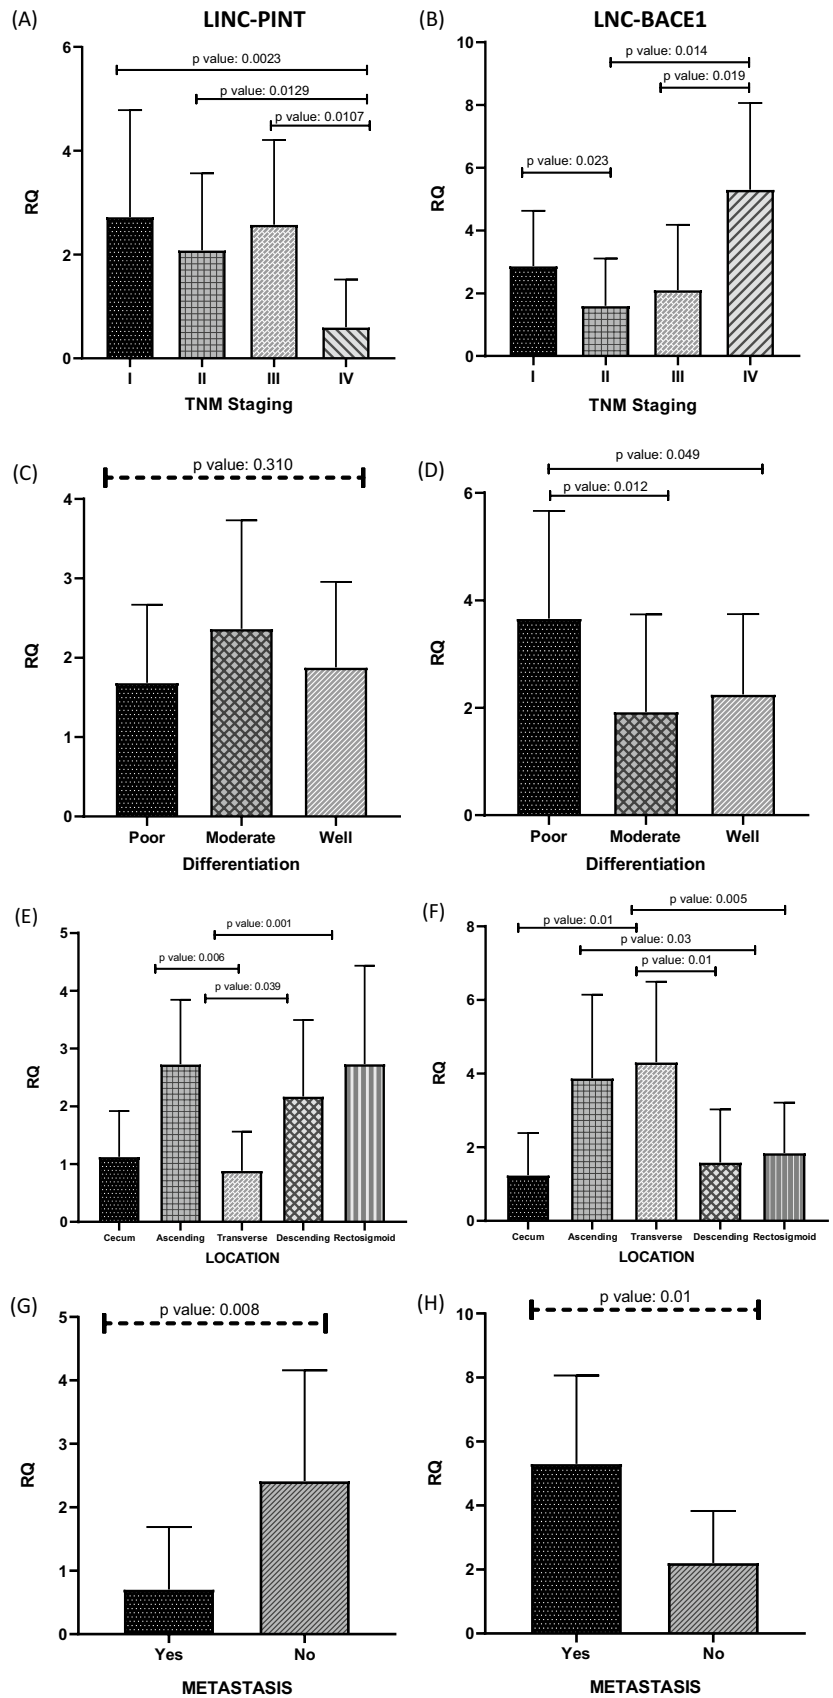 (A) LINC-PINT
6
4
2
0
RQ
p value: 0.0023
p value: 0.0129
p value: 0.0107
I II III IV
TNM Staging
(B) LNC-BACE1
10
8
6
4
2
0
RQ
p value: 0.014
p value: 0.019
p value: 0.023
I II III IV
TNM Staging
(C)
p value: 0.310
4
3
2
1
0
RQ
Poor Moderate Well
Differentiation
(D)
p value: 0.049
p value: 0.012
6
4
2
0
RQ
Poor Moderate Well
Differentiation
(E)
p value: 0.001
p value: 0.006
p value: 0.039
5
4
3
2
1
0
RQ
Cecum Ascending Transverse Descending Rectosigmoid
LOCATION
(F)
p value: 0.005
p value: 0.01
p value: 0.03
p value: 0.01
8
6
4
2
0
RQ
Cecum Ascending Transverse Descending Rectosigmoid
LOCATION
(G)
p value: 0.008
5
4
3
2
1
0
RQ
Yes No
METASTASIS
(H)
p value: 0.01
10
8
6
4
2
0
RQ
Yes No
METASTASIS